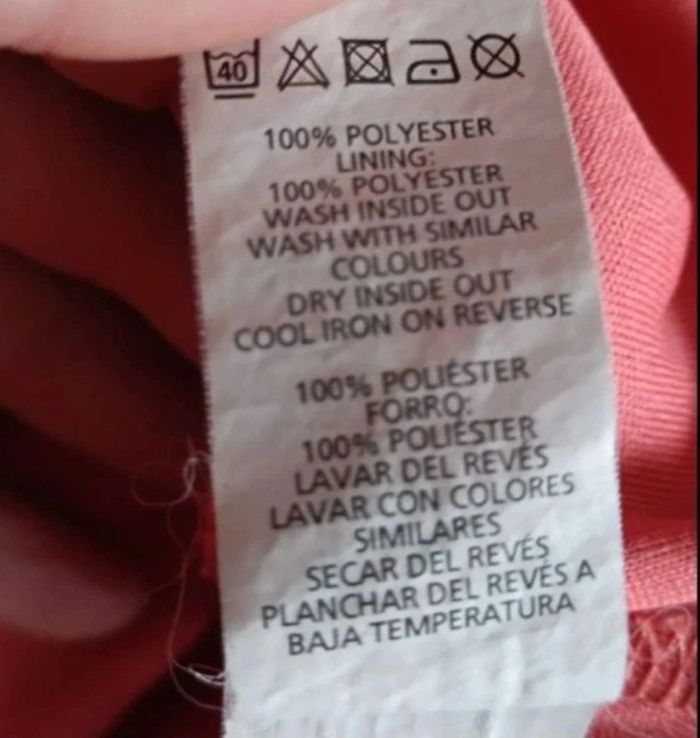 40
100% POLYESTER
LINING:
100% POLYESTER
WASH INSIDE OUT
WASH WITH SIMILAR
COLOURS
DRY INSIDE OUT
COOL IRON ON REVERSE
100% POLIÉSTER
FORRO:
100% POLIÉSTER
LAVAR DEL REVÉS
LAVAR CON COLORES
SIMILARES
SECAR DEL REVÉS
PLANCHAR DEL REVÉS A
BAJA TEMPERATURA